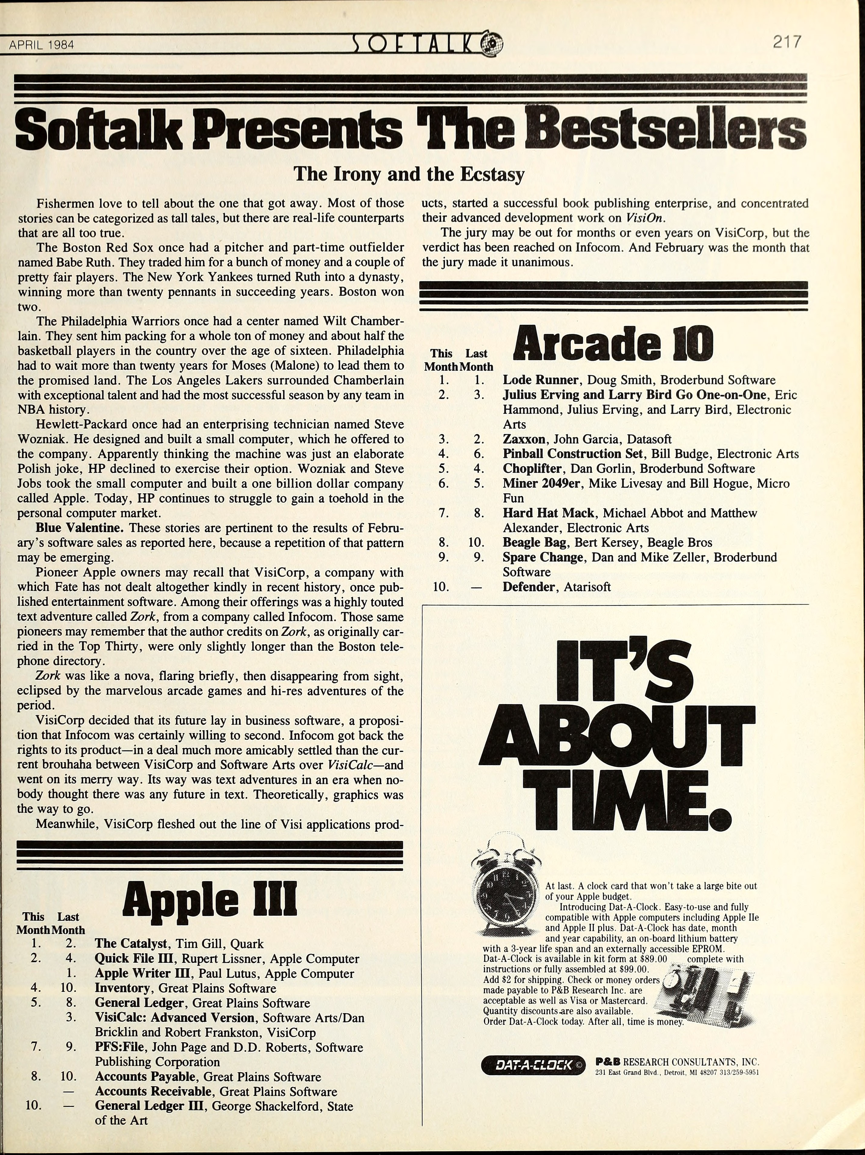 APRIL 1984
SOFTALK
217
Softalk Presents The Bestsellers
The Irony and the Ecstasy
Fishermen love to tell about the one that got away. Most of those
stories can be categorized as tall tales, but there are real-life counterparts
that are all too true.
The Boston Red Sox once had a pitcher and part-time outfielder
named Babe Ruth. They traded him for a bunch of money and a couple of
pretty fair players. The New York Yankees turned Ruth into a dynasty,
winning more than twenty pennants in succeeding years. Boston won
two.
The Philadelphia Warriors once had a center named Wilt Chamber-
lain. They sent him packing for a whole ton of money and about half the
basketball players in the country over the age of sixteen. Philadelphia
had to wait more than twenty years for Moses (Malone) to lead them to
the promised land. The Los Angeles Lakers surrounded Chamberlain
with exceptional talent and had the most successful season by any team in
NBA history.
Hewlett-Packard once had an enterprising technician named Steve
Wozniak. He designed and built a small computer, which he offered to
the company. Apparently thinking the machine was just an elaborate
Polish joke, HP declined to exercise their option. Wozniak and Steve
Jobs took the small computer and built a one billion dollar company
called Apple. Today, HP continues to struggle to gain a toehold in the
personal computer market.
Blue Valentine. These stories are pertinent to the results of Febru-
ary's software sales as reported here, because a repetition of that pattern
may be emerging.
Pioneer Apple owners may recall that VisiCorp, a company with
which Fate has not dealt altogether kindly in recent history, once pub-
lished entertainment software. Among their offerings was a highly touted
text adventure called Zork, from a company called Infocom. Those same
pioneers may remember that the author credits on Zork, as originally car-
ried in the Top Thirty, were only slightly longer than the Boston tele-
phone directory.
Zork was like a nova, flaring briefly, then disappearing from sight,
eclipsed by the marvelous arcade games and hi-res adventures of the
period.
VisiCorp decided that its future lay in business software, a proposi-
tion that Infocom was certainly willing to second. Infocom got back the
rights to its product—in a deal much more amicably settled than the cur-
rent brouhaha between VisiCorp and Software Arts over VisiCalc—and
went on its merry way. Its way was text adventures in an era when no-
body thought there was any future in text. Theoretically, graphics was
the way to go.
Meanwhile, VisiCorp fleshed out the line of Visi applications prod-
ucts, started a successful book publishing enterprise, and concentrated
their advanced development work on VisiOn.
The jury may be out for months or even years on VisiCorp, but the
verdict has been reached on Infocom. And February was the month that
the jury made it unanimous.
Apple III
This Last
Month Month
1. 2. The Catalyst, Tim Gill, Quark
2. 4. Quick File III, Rupert Lissner, Apple Computer
1. Apple Writer III, Paul Lutus, Apple Computer
4. 10. Inventory, Great Plains Software
5. 8. General Ledger, Great Plains Software
3. VisiCalc: Advanced Version, Software Arts/Dan
Bricklin and Robert Frankston, VisiCorp
7. 9. PFS:File, John Page and D.D. Roberts, Software
Publishing Corporation
8. 10. Accounts Payable, Great Plains Software
— Accounts Receivable, Great Plains Software
10. — General Ledger III, George Shackelford, State
of the Art
Arcade 10
This Last
Month Month
1. 1. Lode Runner, Doug Smith, Broderbund Software
2. 3. Julius Erving and Larry Bird Go One-on-One, Eric
Hammond, Julius Erving, and Larry Bird, Electronic
Arts
3. 2. Zaxxon, John Garcia, Datasoft
4. 6. Pinball Construction Set, Bill Budge, Electronic Arts
5. 4. Choplifter, Dan Gorlin, Broderbund Software
6. 5. Miner 2049er, Mike Livesay and Bill Hogue, Micro
Fun
7. 8. Hard Hat Mack, Michael Abbot and Matthew
Alexander, Electronic Arts
8. 10. Beagle Bag, Bert Kersey, Beagle Bros
9. 9. Spare Change, Dan and Mike Zeller, Broderbund
Software
10. — Defender, Atarisoft
IT'S
ABOUT
TIME.
At last. A clock card that won't take a large bite out
of your Apple budget.
Introducing Dat-A-Clock. Easy-to-use and fully
compatible with Apple computers including Apple IIe
and Apple II plus. Dat-A-Clock has date, month
and year capability, an on-board lithium battery
with a 3-year life span and an externally accessible EPROM.
Dat-A-Clock is available in kit form at $89.00 complete with
instructions or fully assembled at $99.00.
Add $2 for shipping. Check or money orders
made payable to P&B Research Inc. are
acceptable as well as Visa or Mastercard.
Quantity discounts are also available.
Order Dat-A-Clock today. After all, time is money.
DAT-A-CLOCK ©
P&B RESEARCH CONSULTANTS, INC.
231 East Grand Blvd., Detroit, MI 48207 313/259-5951